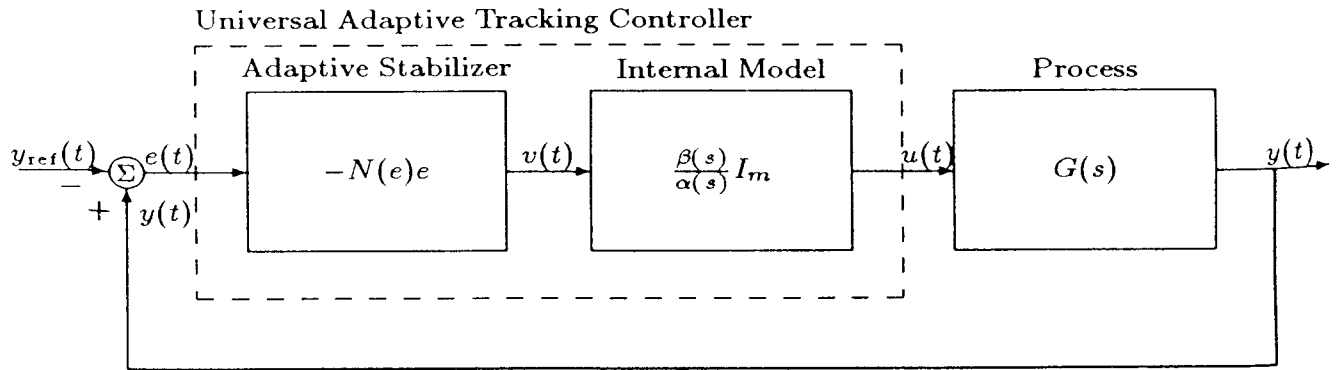 Universal Adaptive Tracking Controller
Adaptive Stabilizer Internal Model Process
y_ref(t) e(t) v(t) u(t) y(t)
Σ −N(e)e β(s)/α(s) I_m G(s)
−
+ y(t)